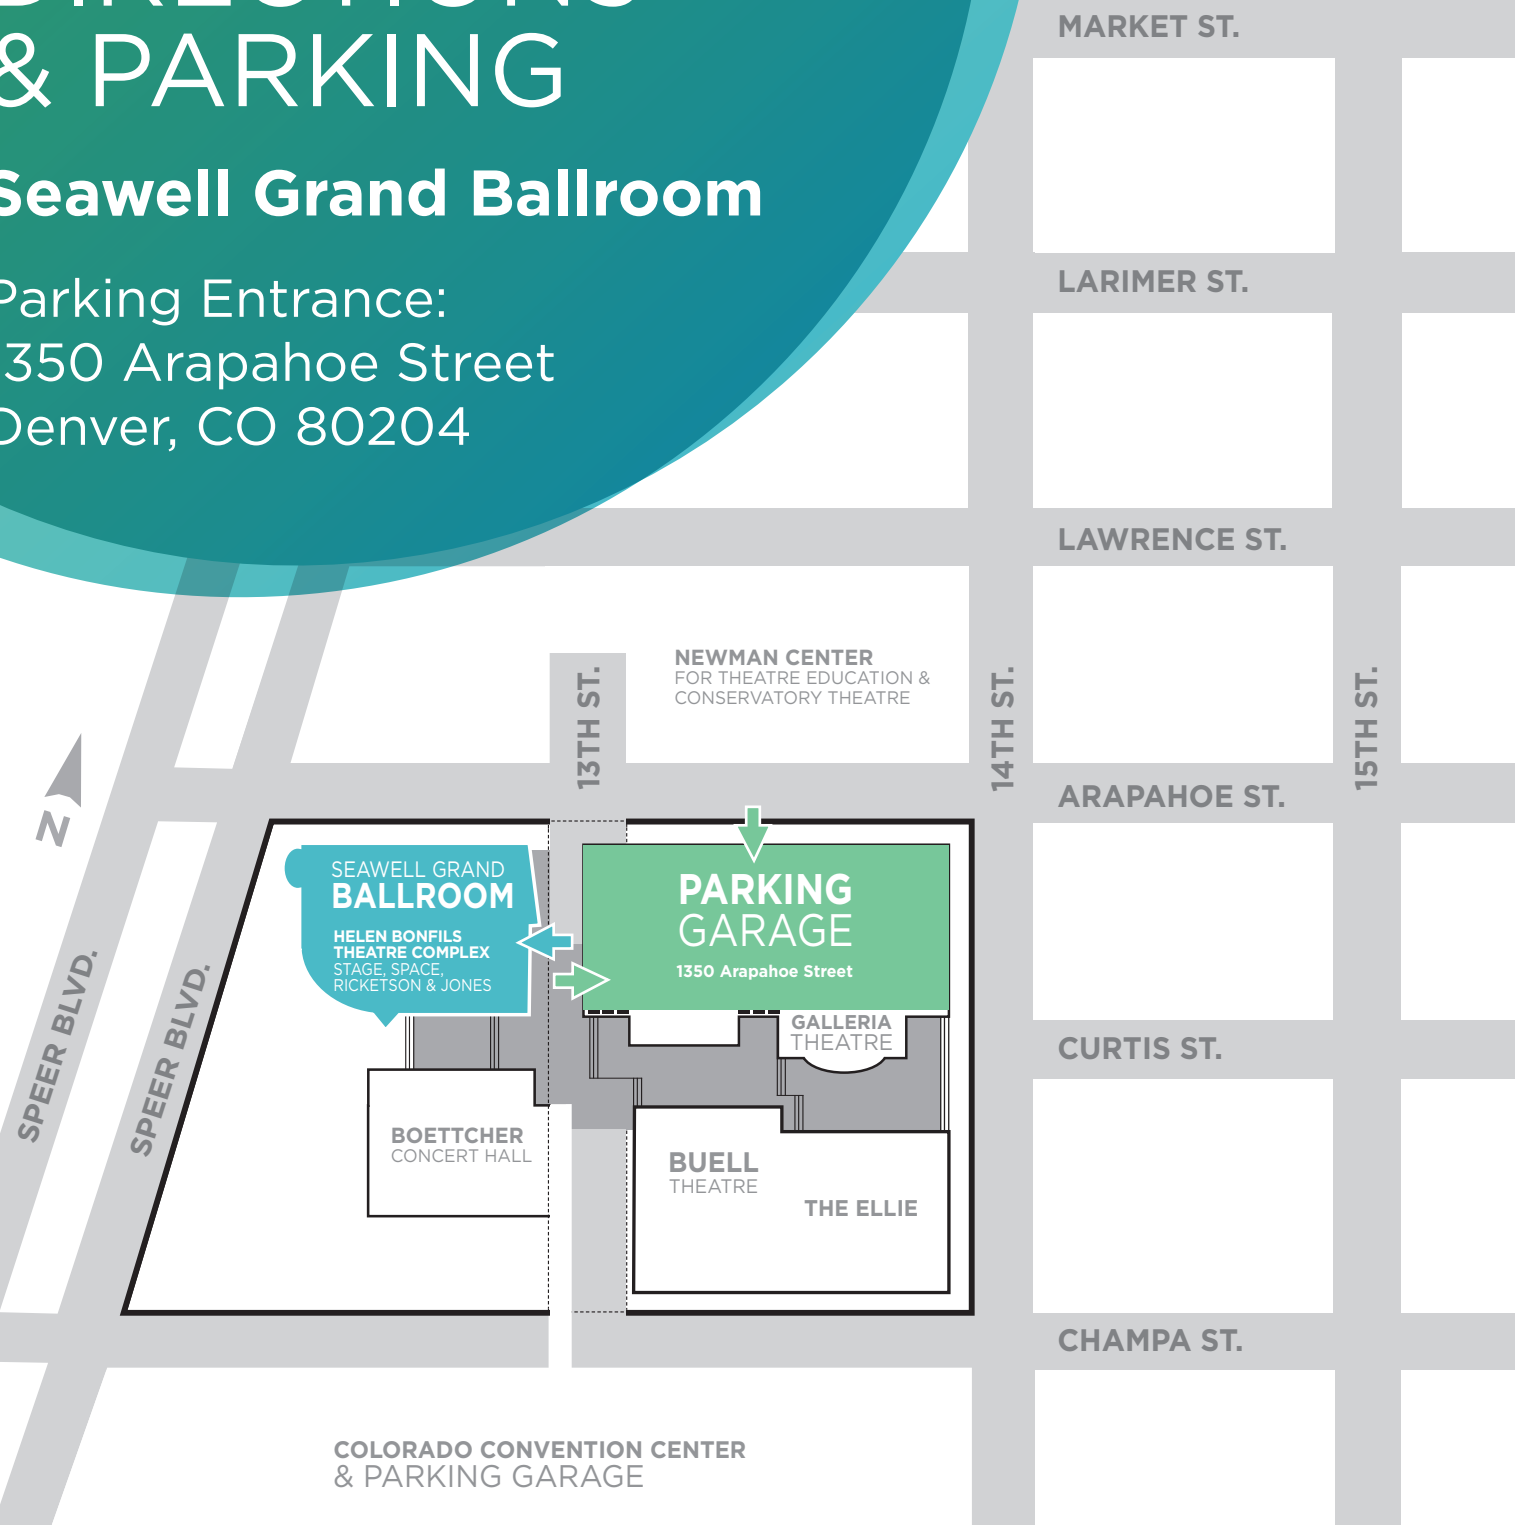 DIRECTIONS
& PARKING
Seawell Grand Ballroom
Parking Entrance:
1350 Arapahoe Street
Denver, CO 80204
MARKET ST.
LARIMER ST.
LAWRENCE ST.
NEWMAN CENTER
FOR THEATRE EDUCATION &
CONSERVATORY THEATRE
13TH ST.
14TH ST.
15TH ST.
N
ARAPAHOE ST.
SEAWELL GRAND
BALLROOM
HELEN BONFILS
THEATRE COMPLEX
STAGE, SPACE,
RICKETSON & JONES
PARKING
GARAGE
1350 Arapahoe Street
GALLERIA
THEATRE
SPEER BLVD.
SPEER BLVD.
CURTIS ST.
BOETTCHER
CONCERT HALL
BUELL
THEATRE
THE ELLIE
CHAMPA ST.
COLORADO CONVENTION CENTER
& PARKING GARAGE